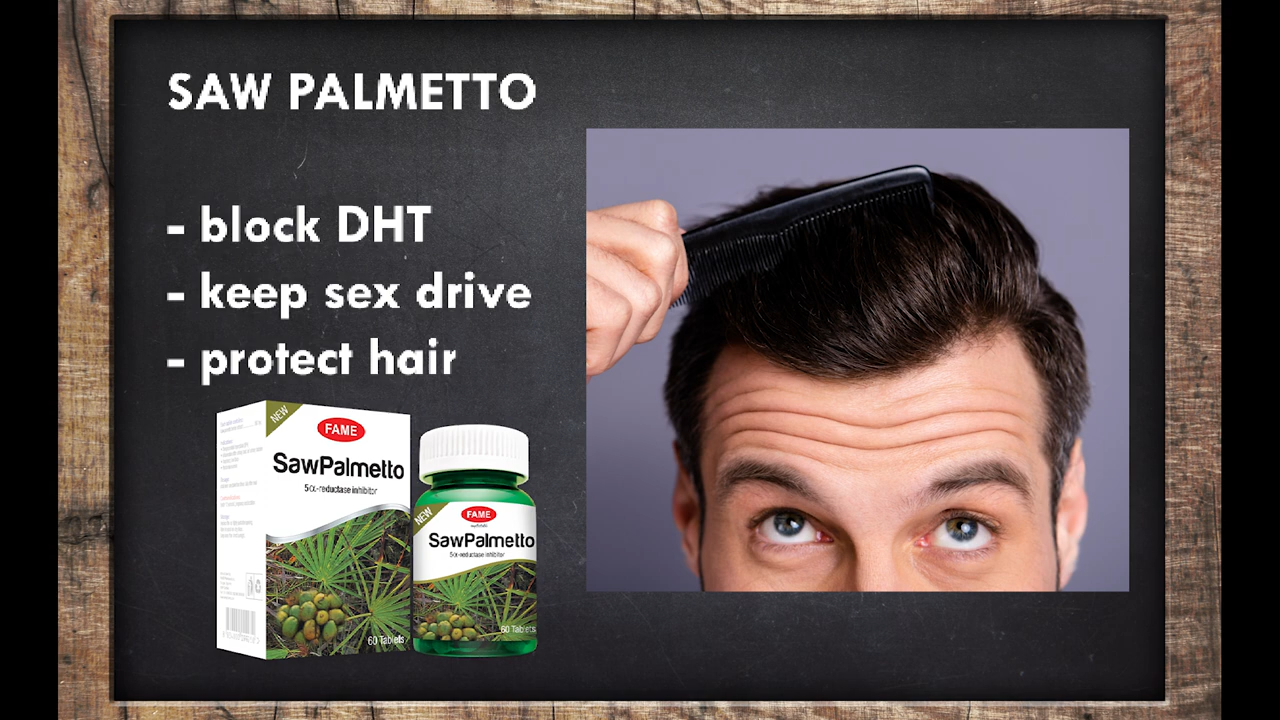 SAW PALMETTO
- block DHT
- keep sex drive
- protect hair
NEW
FAME
SawPalmetto
5α-reductase inhibitor
60 Tablets
NEW
FAME
SawPalmetto
5α-reductase inhibitor
60 Tablets